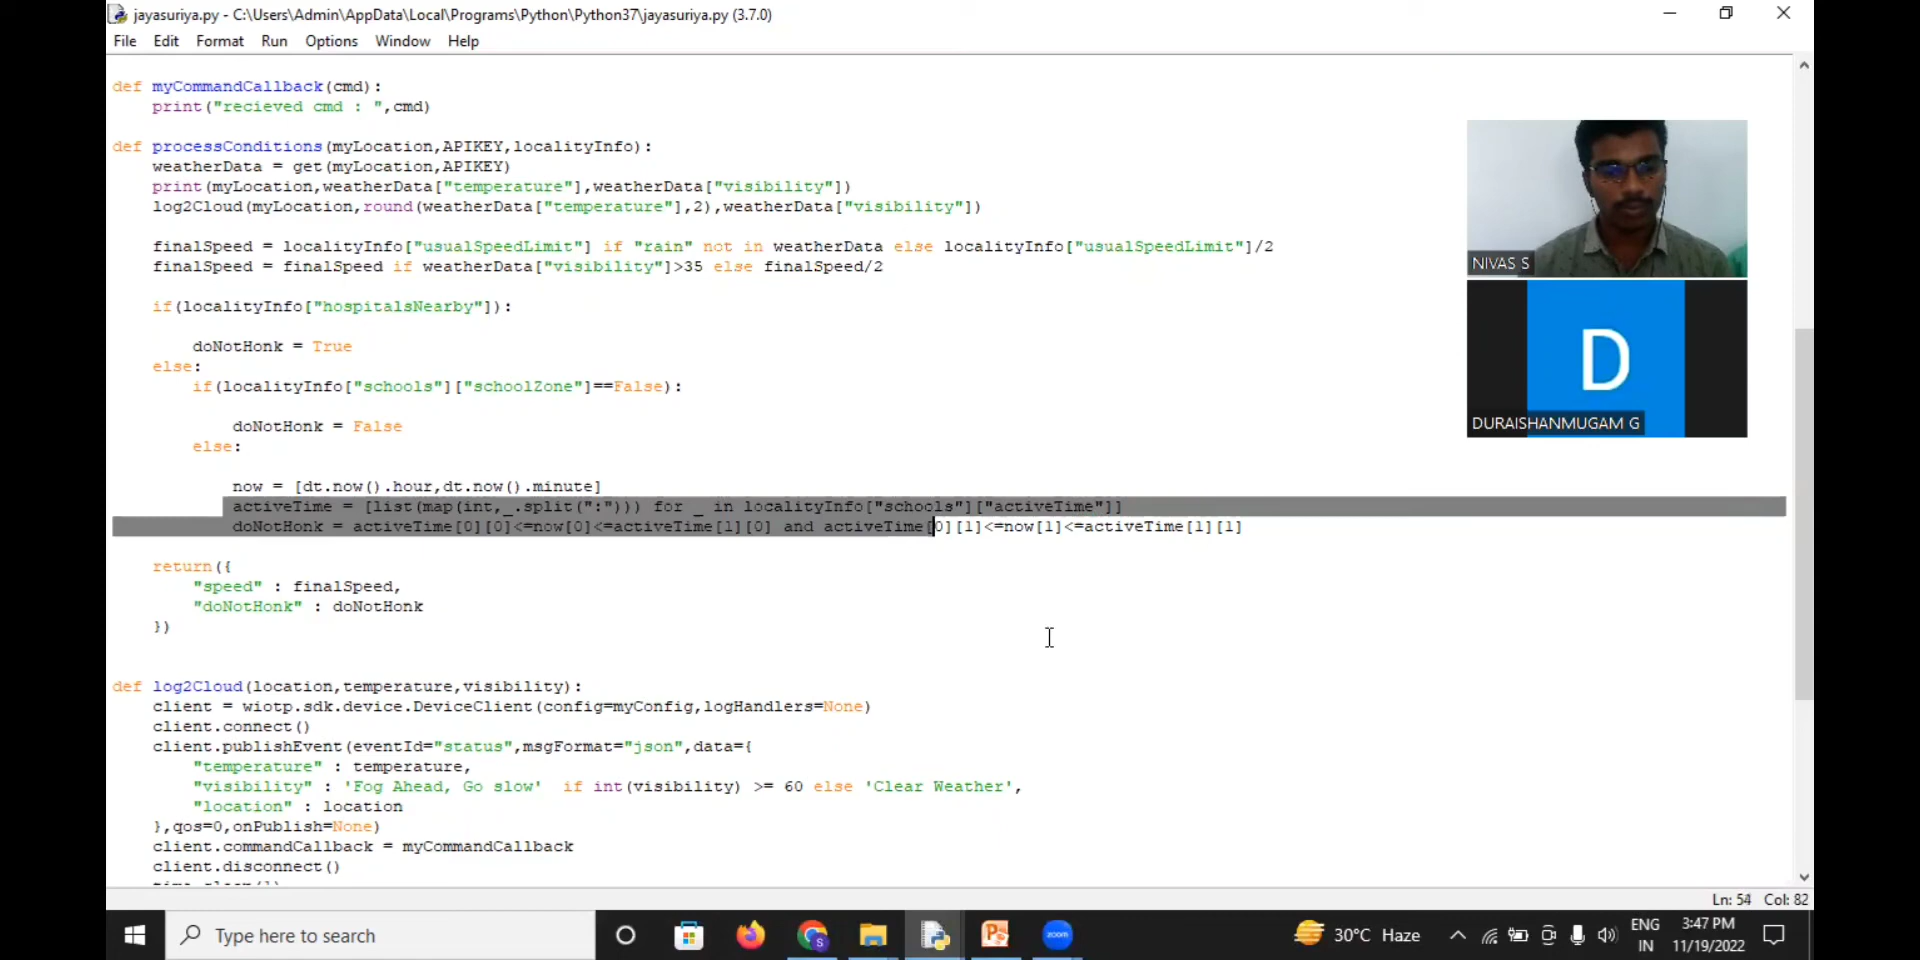 jayasuriya.py - C:\Users\Admin\AppData\Local\Programs\Python\Python37\jayasuriya.py (3.7.0)
File Edit Format Run Options Window Help
def myCommandCallback(cmd):
    print("recieved cmd : ",cmd)
def processConditions(myLocation,APIKEY,localityInfo):
    weatherData = get(myLocation,APIKEY)
    print(myLocation,weatherData["temperature"],weatherData["visibility"])
    log2Cloud(myLocation,round(weatherData["temperature"],2),weatherData["visibility"])
    finalSpeed = localityInfo["usualSpeedLimit"] if "rain" not in weatherData else localityInfo["usualSpeedLimit"]/2
    finalSpeed = finalSpeed if weatherData["visibility"]>35 else finalSpeed/2
    if(localityInfo["hospitalsNearby"]):
        doNotHonk = True
    else:
        if(localityInfo["schools"]["schoolZone"]==False):
            doNotHonk = False
        else:
            now = [dt.now().hour,dt.now().minute]
            activeTime = [list(map(int,_.split(":"))) for _ in localityInfo["schools"]["activeTime"]]
            doNotHonk = activeTime[0][0]<=now[0]<=activeTime[1][0] and activeTime[0][1]<=now[1]<=activeTime[1][1]
    return({
        "speed" : finalSpeed,
        "doNotHonk" : doNotHonk
    })
def log2Cloud(location,temperature,visibility):
    client = wiotp.sdk.device.DeviceClient(config=myConfig,logHandlers=None)
    client.connect()
    client.publishEvent(eventId="status",msgFormat="json",data={
        "temperature" : temperature,
        "visibility" : 'Fog Ahead, Go slow'  if int(visibility) >= 60 else 'Clear Weather',
        "location" : location
    },qos=0,onPublish=None)
    client.commandCallback = myCommandCallback
    client.disconnect()
NIVAS S
D
DURAISHANMUGAM G
Ln: 54 Col: 82
Type here to search
S
zoom
30°C Haze
ENG
IN
3:47 PM
11/19/2022